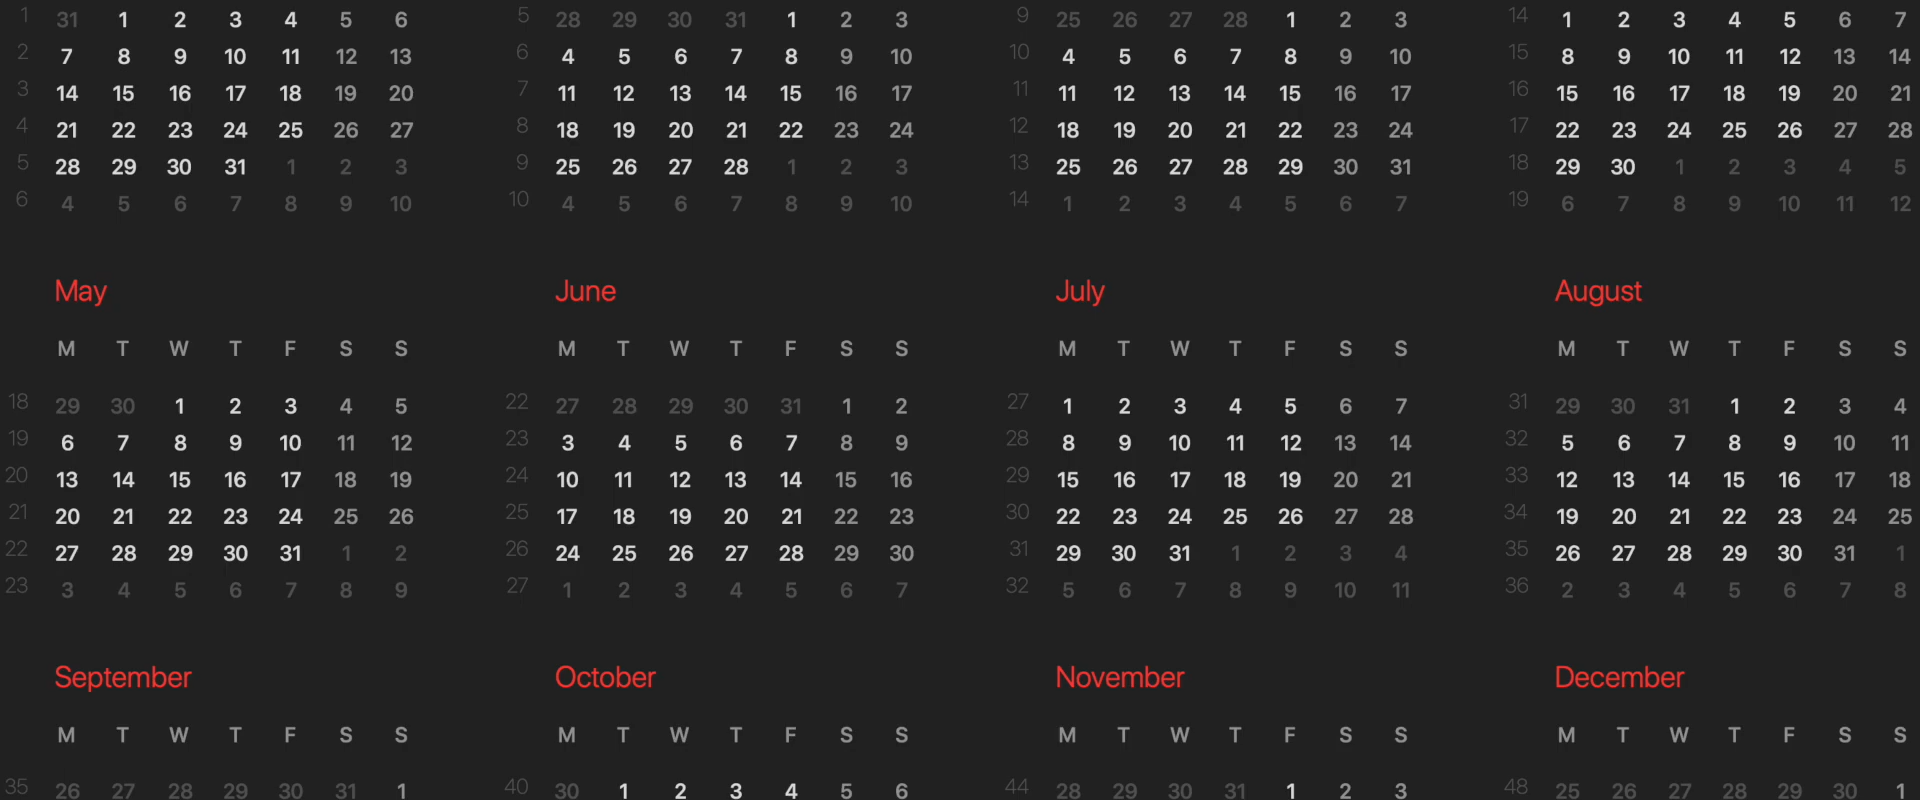 1 31 1 2 3 4 5 6 5 28 29 30 31 1 2 3 9 25 26 27 28 1 2 3 14 1 2 3 4 5 6 7
2 7 8 9 10 11 12 13 6 4 5 6 7 8 9 10 10 4 5 6 7 8 9 10 15 8 9 10 11 12 13 14
3 14 15 16 17 18 19 20 7 11 12 13 14 15 16 17 11 11 12 13 14 15 16 17 16 15 16 17 18 19 20 21
4 21 22 23 24 25 26 27 8 18 19 20 21 22 23 24 12 18 19 20 21 22 23 24 17 22 23 24 25 26 27 28
5 28 29 30 31 1 2 3 9 25 26 27 28 1 2 3 13 25 26 27 28 29 30 31 18 29 30 1 2 3 4 5
6 4 5 6 7 8 9 10 10 4 5 6 7 8 9 10 14 1 2 3 4 5 6 7 19 6 7 8 9 10 11 12
May June July August
M T W T F S S M T W T F S S M T W T F S S M T W T F S S
18 29 30 1 2 3 4 5 22 27 28 29 30 31 1 2 27 1 2 3 4 5 6 7 31 29 30 31 1 2 3 4
19 6 7 8 9 10 11 12 23 3 4 5 6 7 8 9 28 8 9 10 11 12 13 14 32 5 6 7 8 9 10 11
20 13 14 15 16 17 18 19 24 10 11 12 13 14 15 16 29 15 16 17 18 19 20 21 33 12 13 14 15 16 17 18
21 20 21 22 23 24 25 26 25 17 18 19 20 21 22 23 30 22 23 24 25 26 27 28 34 19 20 21 22 23 24 25
22 27 28 29 30 31 1 2 26 24 25 26 27 28 29 30 31 29 30 31 1 2 3 4 35 26 27 28 29 30 31 1
23 3 4 5 6 7 8 9 27 1 2 3 4 5 6 7 32 5 6 7 8 9 10 11 36 2 3 4 5 6 7 8
September October November December
M T W T F S S M T W T F S S M T W T F S S M T W T F S S
35 26 27 28 29 30 31 1 40 30 1 2 3 4 5 6 44 28 29 30 31 1 2 3 48 25 26 27 28 29 30 1